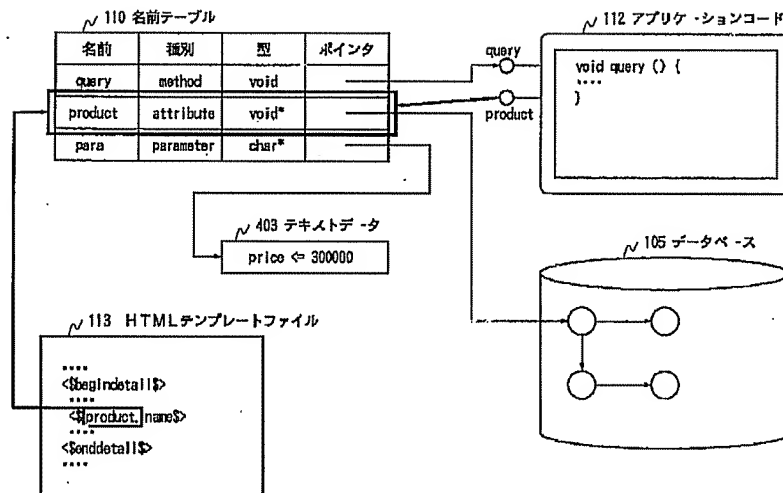 110 名前テーブル
名前 種別 型 ポインタ
query method void
product attribute void*
para parameter char*
query
product
112 アプリケ-ションコード
void query () {
....
}
403 テキストデ-タ
price <= 300000
105 データベ-ス
113 HTMLテンプレートファイル
....
<$begindetail$>
....
<$product.name$>
....
<$enddetail$>
....